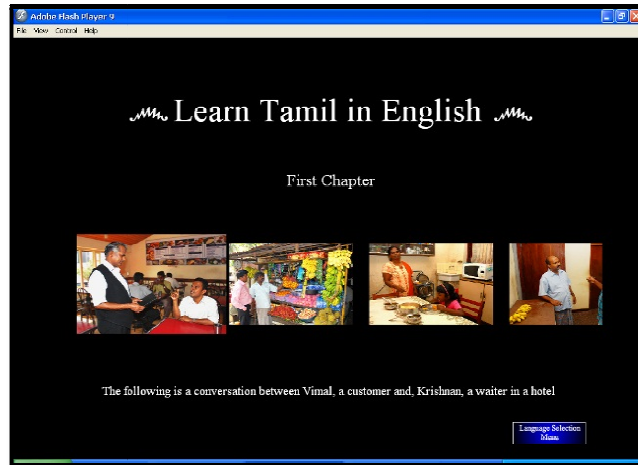 Adobe Flash Player 9
File View Control Help
Learn Tamil in English
First Chapter
The following is a conversation between Vimal, a customer and, Krishnan, a waiter in a hotel
Language Selection
Menu